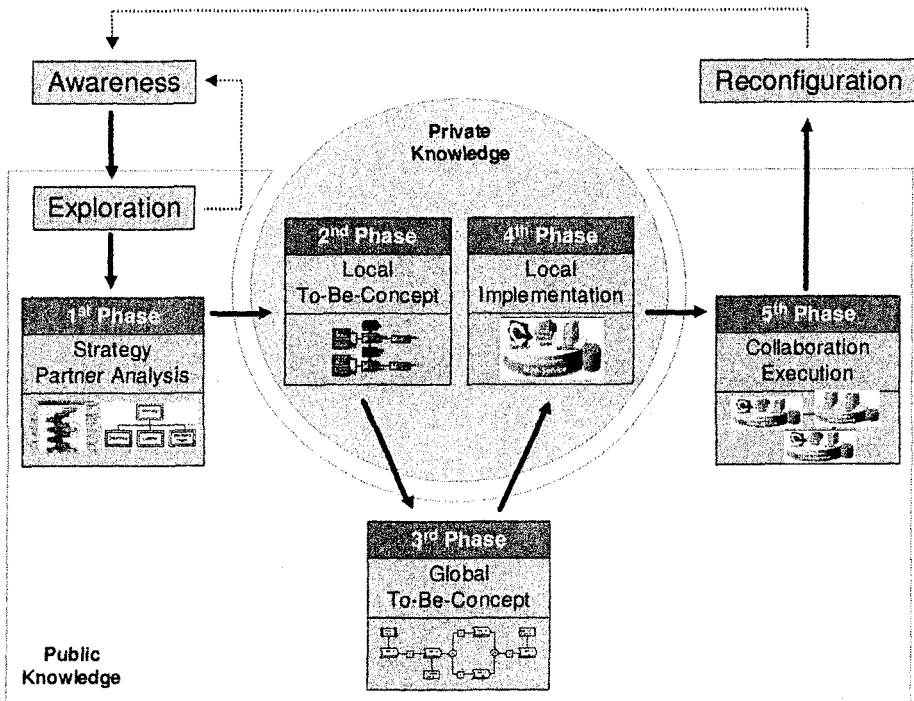 Awareness
Reconfiguration
Private
Knowledge
Exploration
2nd Phase
Local
To-Be-Concept
4th Phase
Local
Implementation
1st Phase
Strategy
Partner Analysis
5th Phase
Collaboration
Execution
3rd Phase
Global
To-Be-Concept
Public
Knowledge